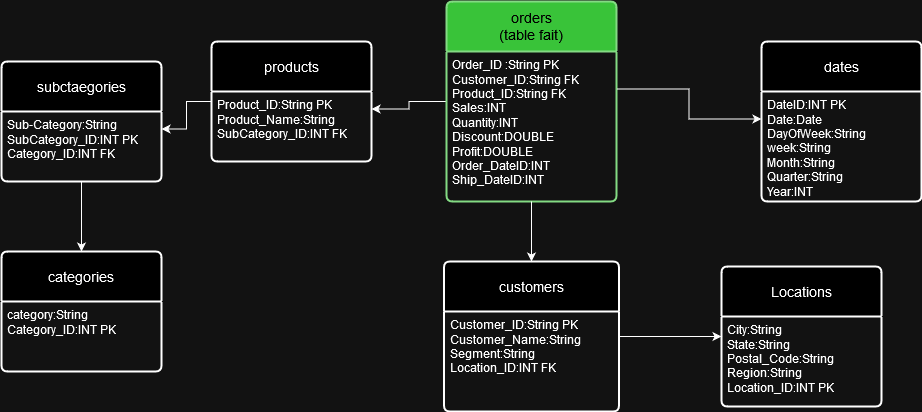 orders
(table fait)
Order_ID :String PK
Customer_ID:String FK
Product_ID:String FK
Sales:INT
Quantity:INT
Discount:DOUBLE
Profit:DOUBLE
Order_DateID:INT
Ship_DateID:INT
products
Product_ID:String PK
Product_Name:String
SubCategory_ID:INT FK
subctaegories
Sub-Category:String
SubCategory_ID:INT PK
Category_ID:INT FK
categories
category:String
Category_ID:INT PK
dates
DateID:INT PK
Date:Date
DayOfWeek:String
week:String
Month:String
Quarter:String
Year:INT
customers
Customer_ID:String PK
Customer_Name:String
Segment:String
Location_ID:INT FK
Locations
City:String
State:String
Postal_Code:String
Region:String
Location_ID:INT PK